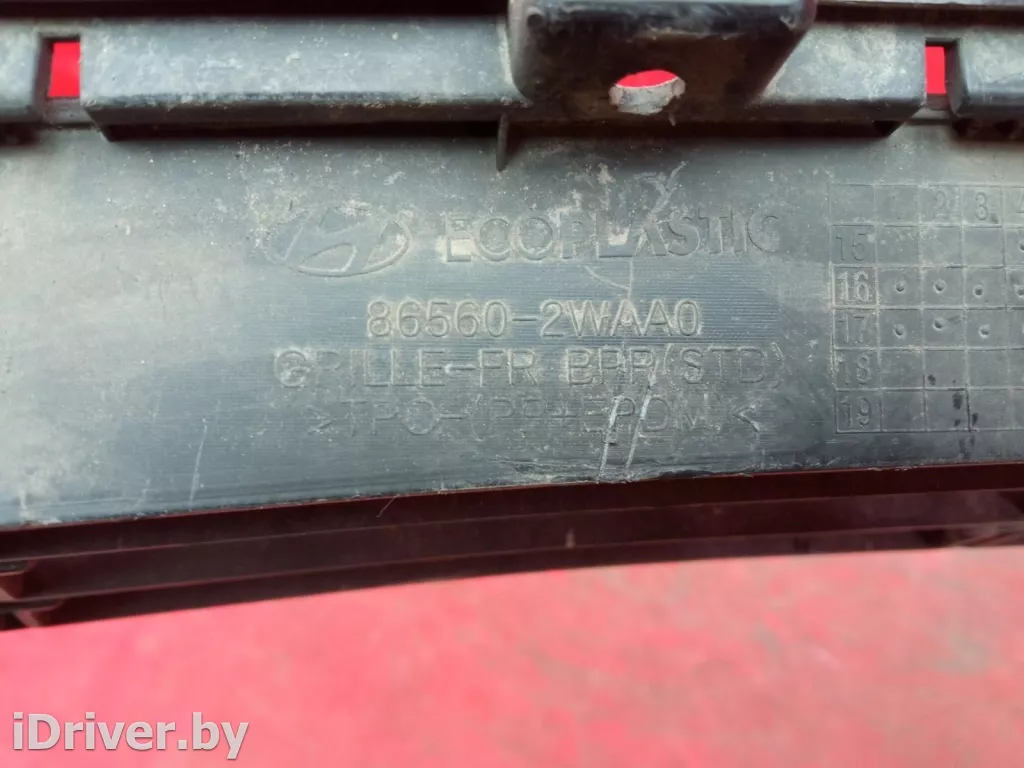 ECOPLASTIC
86560-2WAA0
GRILLE-FR BPR(STD)
>TPO-(PP+EPDM)<
1 2 3 4
15
16
17
18
19
iDriver.by